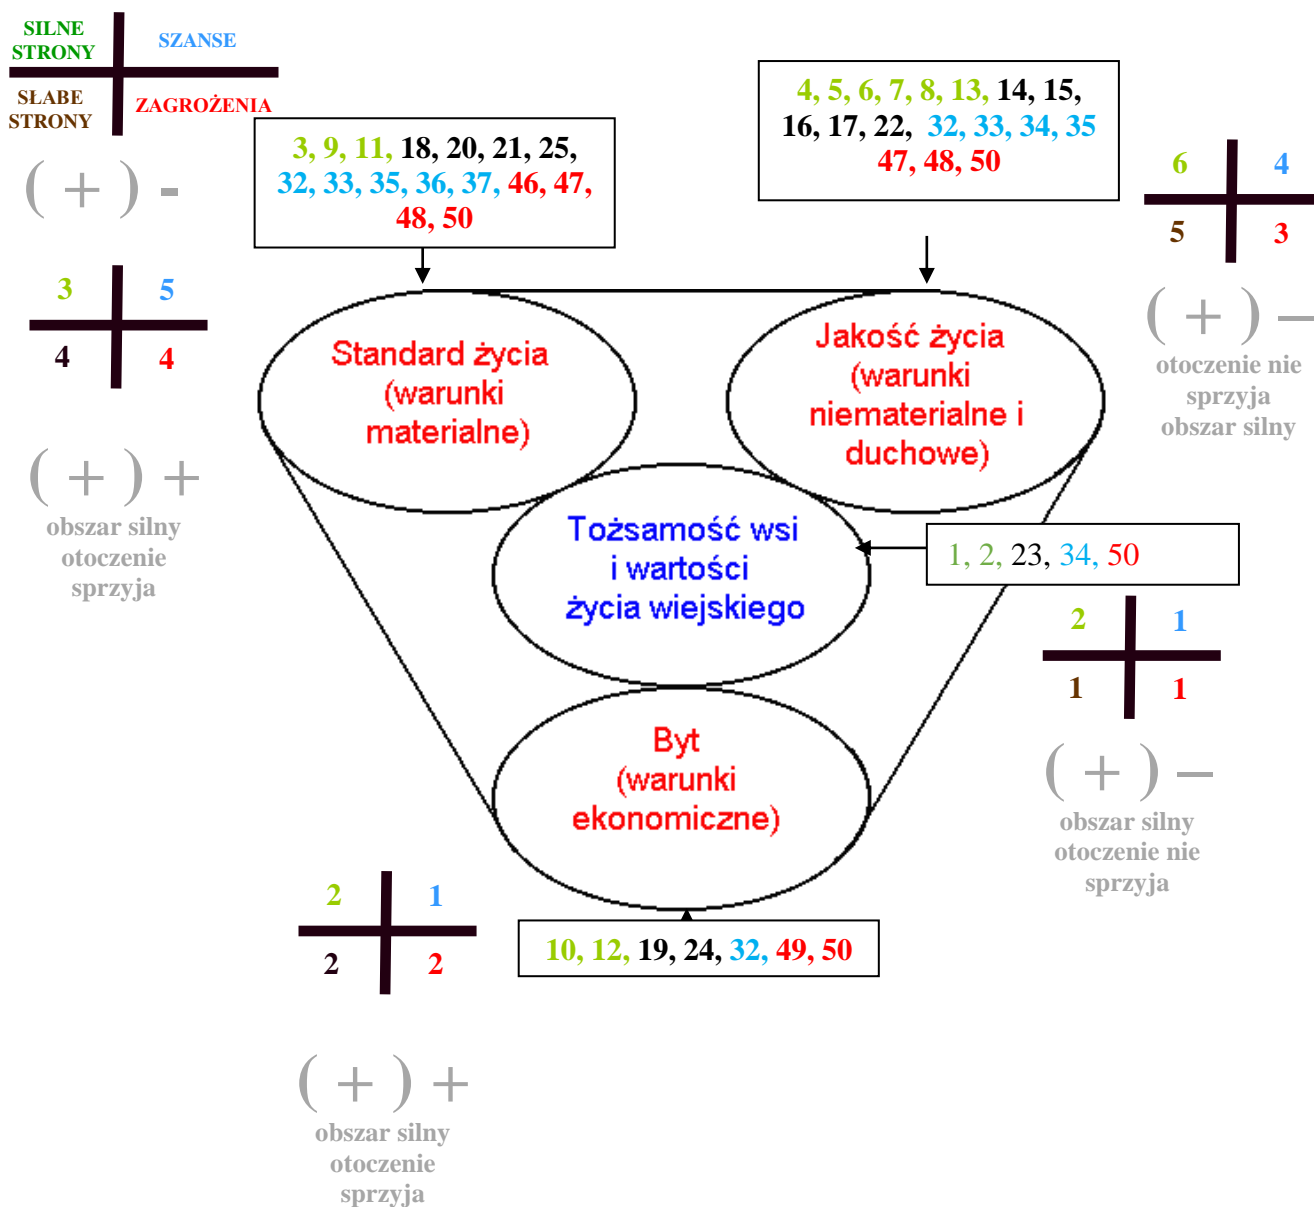 SILNE
STRONY
SZANSE
SŁABE
STRONY
ZAGROŻENIA
( + ) -
3, 9, 11, 18, 20, 21, 25,
32, 33, 35, 36, 37, 46, 47,
48, 50
4, 5, 6, 7, 8, 13, 14, 15,
16, 17, 22, 32, 33, 34, 35
47, 48, 50
6 4
5 3
( + ) –
otoczenie nie
sprzyja
obszar silny
3 5
4 4
( + ) +
obszar silny
otoczenie
sprzyja
Standard życia
(warunki
materialne)
Jakość życia
(warunki
niematerialne i
duchowe)
Tożsamość wsi
i wartości
życia wiejskiego
1, 2, 23, 34, 50
2 1
1 1
( + ) –
obszar silny
otoczenie nie
sprzyja
Byt
(warunki
ekonomiczne)
10, 12, 19, 24, 32, 49, 50
2 1
2 2
( + ) +
obszar silny
otoczenie
sprzyja